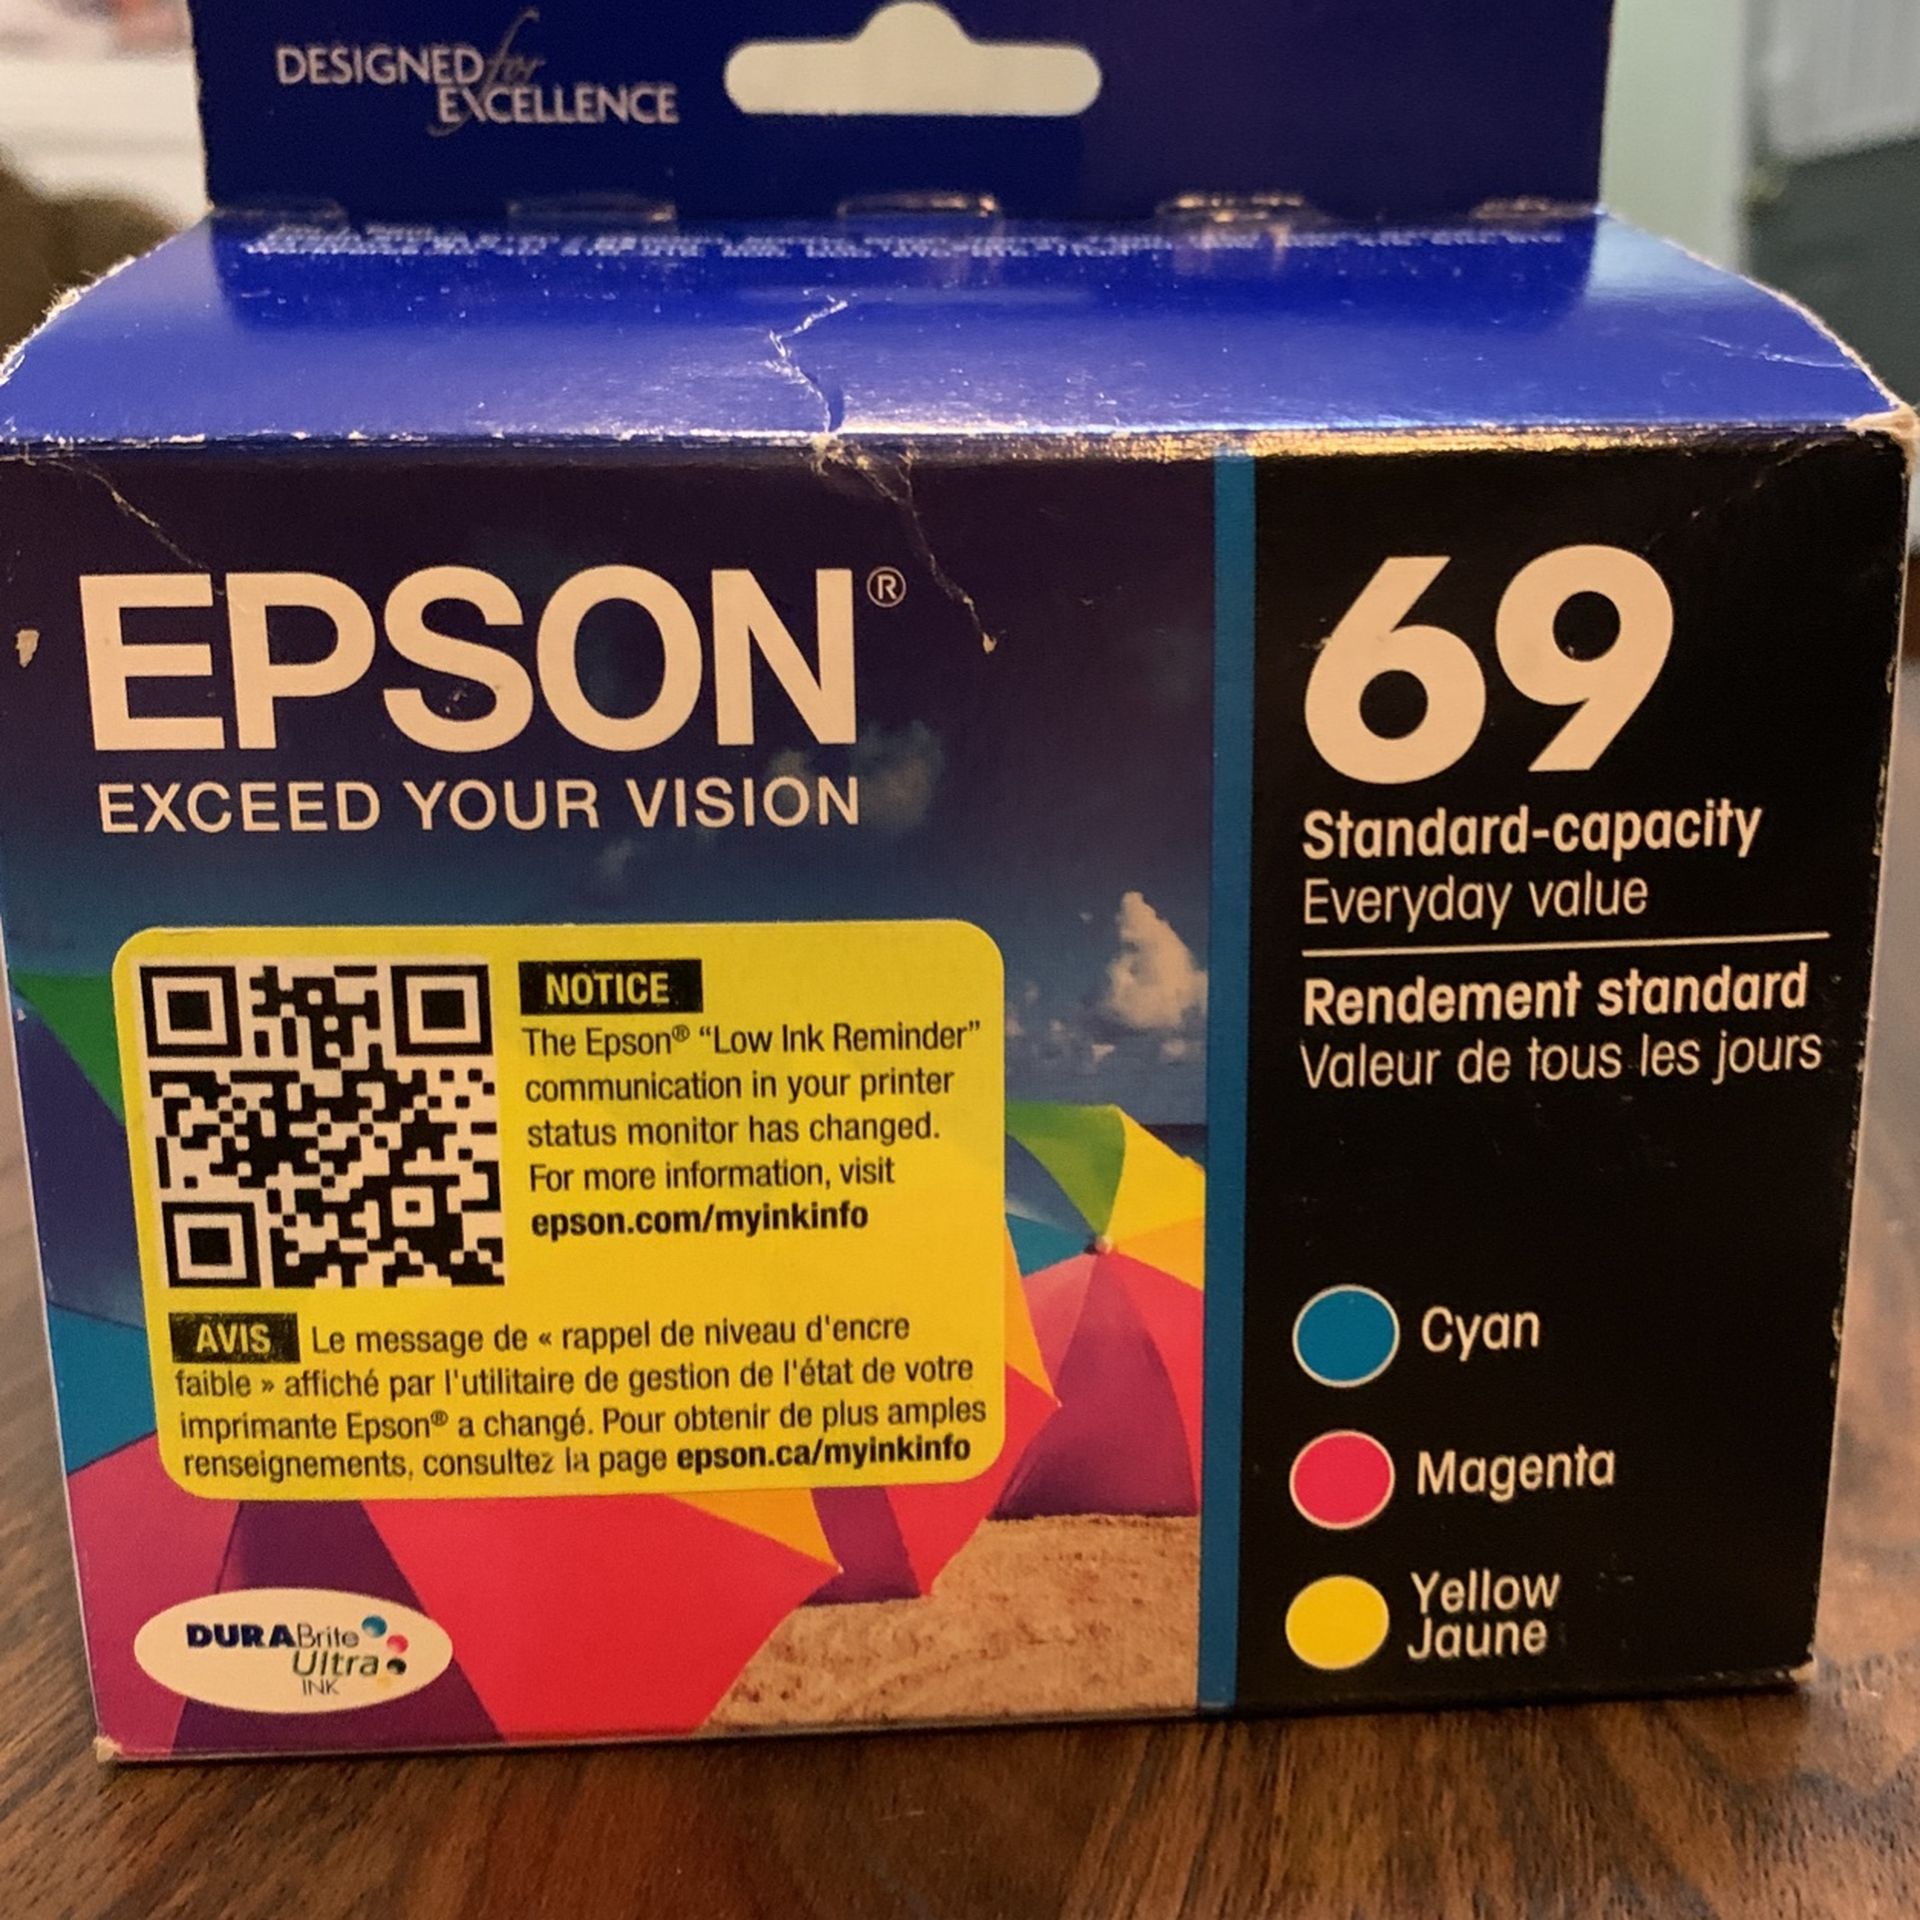 DESIGNED for
EXCELLENCE
EPSON®
EXCEED YOUR VISION
NOTICE
The Epson® “Low Ink Reminder”
communication in your printer
status monitor has changed.
For more information, visit
epson.com/myinkinfo
AVIS Le message de « rappel de niveau d'encre
faible » affiché par l'utilitaire de gestion de l'état de votre
imprimante Epson® a changé. Pour obtenir de plus amples
renseignements, consultez la page epson.ca/myinkinfo
DURABrite
Ultra
INK
69
Standard-capacity
Everyday value
Rendement standard
Valeur de tous les jours
Cyan
Magenta
Yellow
Jaune